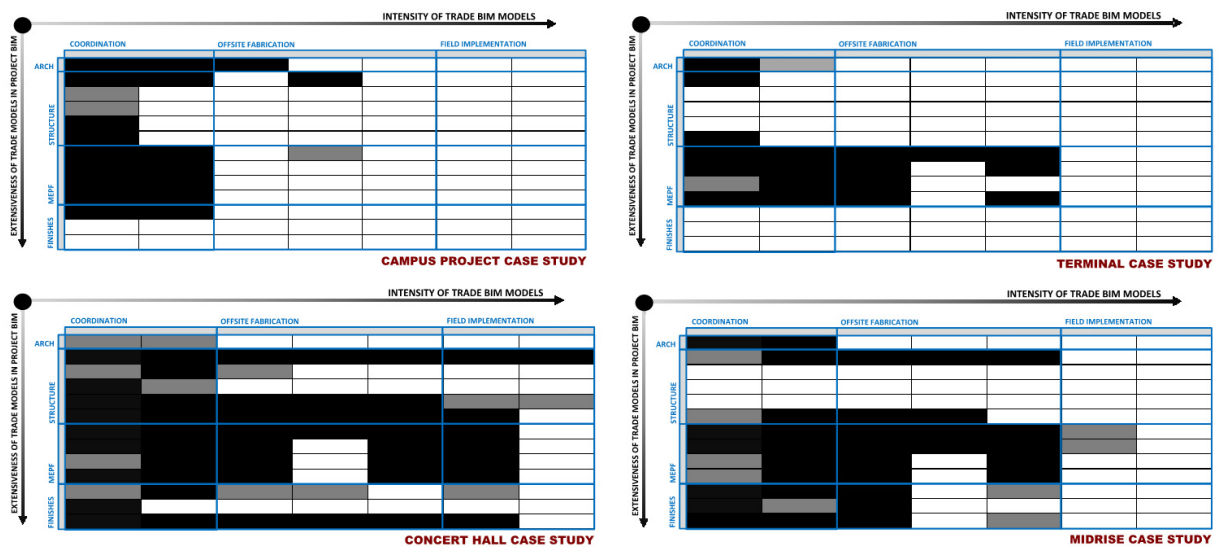 INTENSITY OF TRADE BIM MODELS
EXTENSIVENESS OF TRADE MODELS IN PROJECT BIM
COORDINATION OFFSITE FABRICATION FIELD IMPLEMENTATION
ARCH
STRUCTURE
MEPF
FINISHES
CAMPUS PROJECT CASE STUDY
INTENSITY OF TRADE BIM MODELS
EXTENSIVENESS OF TRADE MODELS IN PROJECT BIM
COORDINATION OFFSITE FABRICATION FIELD IMPLEMENTATION
ARCH
STRUCTURE
MEPF
FINISHES
TERMINAL CASE STUDY
INTENSITY OF TRADE BIM MODELS
EXTENSIVENESS OF TRADE MODELS IN PROJECT BIM
COORDINATION OFFSITE FABRICATION FIELD IMPLEMENTATION
ARCH
STRUCTURE
MEPF
FINISHES
CONCERT HALL CASE STUDY
INTENSITY OF TRADE BIM MODELS
EXTENSIVENESS OF TRADE MODELS IN PROJECT BIM
COORDINATION OFFSITE FABRICATION FIELD IMPLEMENTATION
ARCH
STRUCTURE
MEPF
FINISHES
MIDRISE CASE STUDY